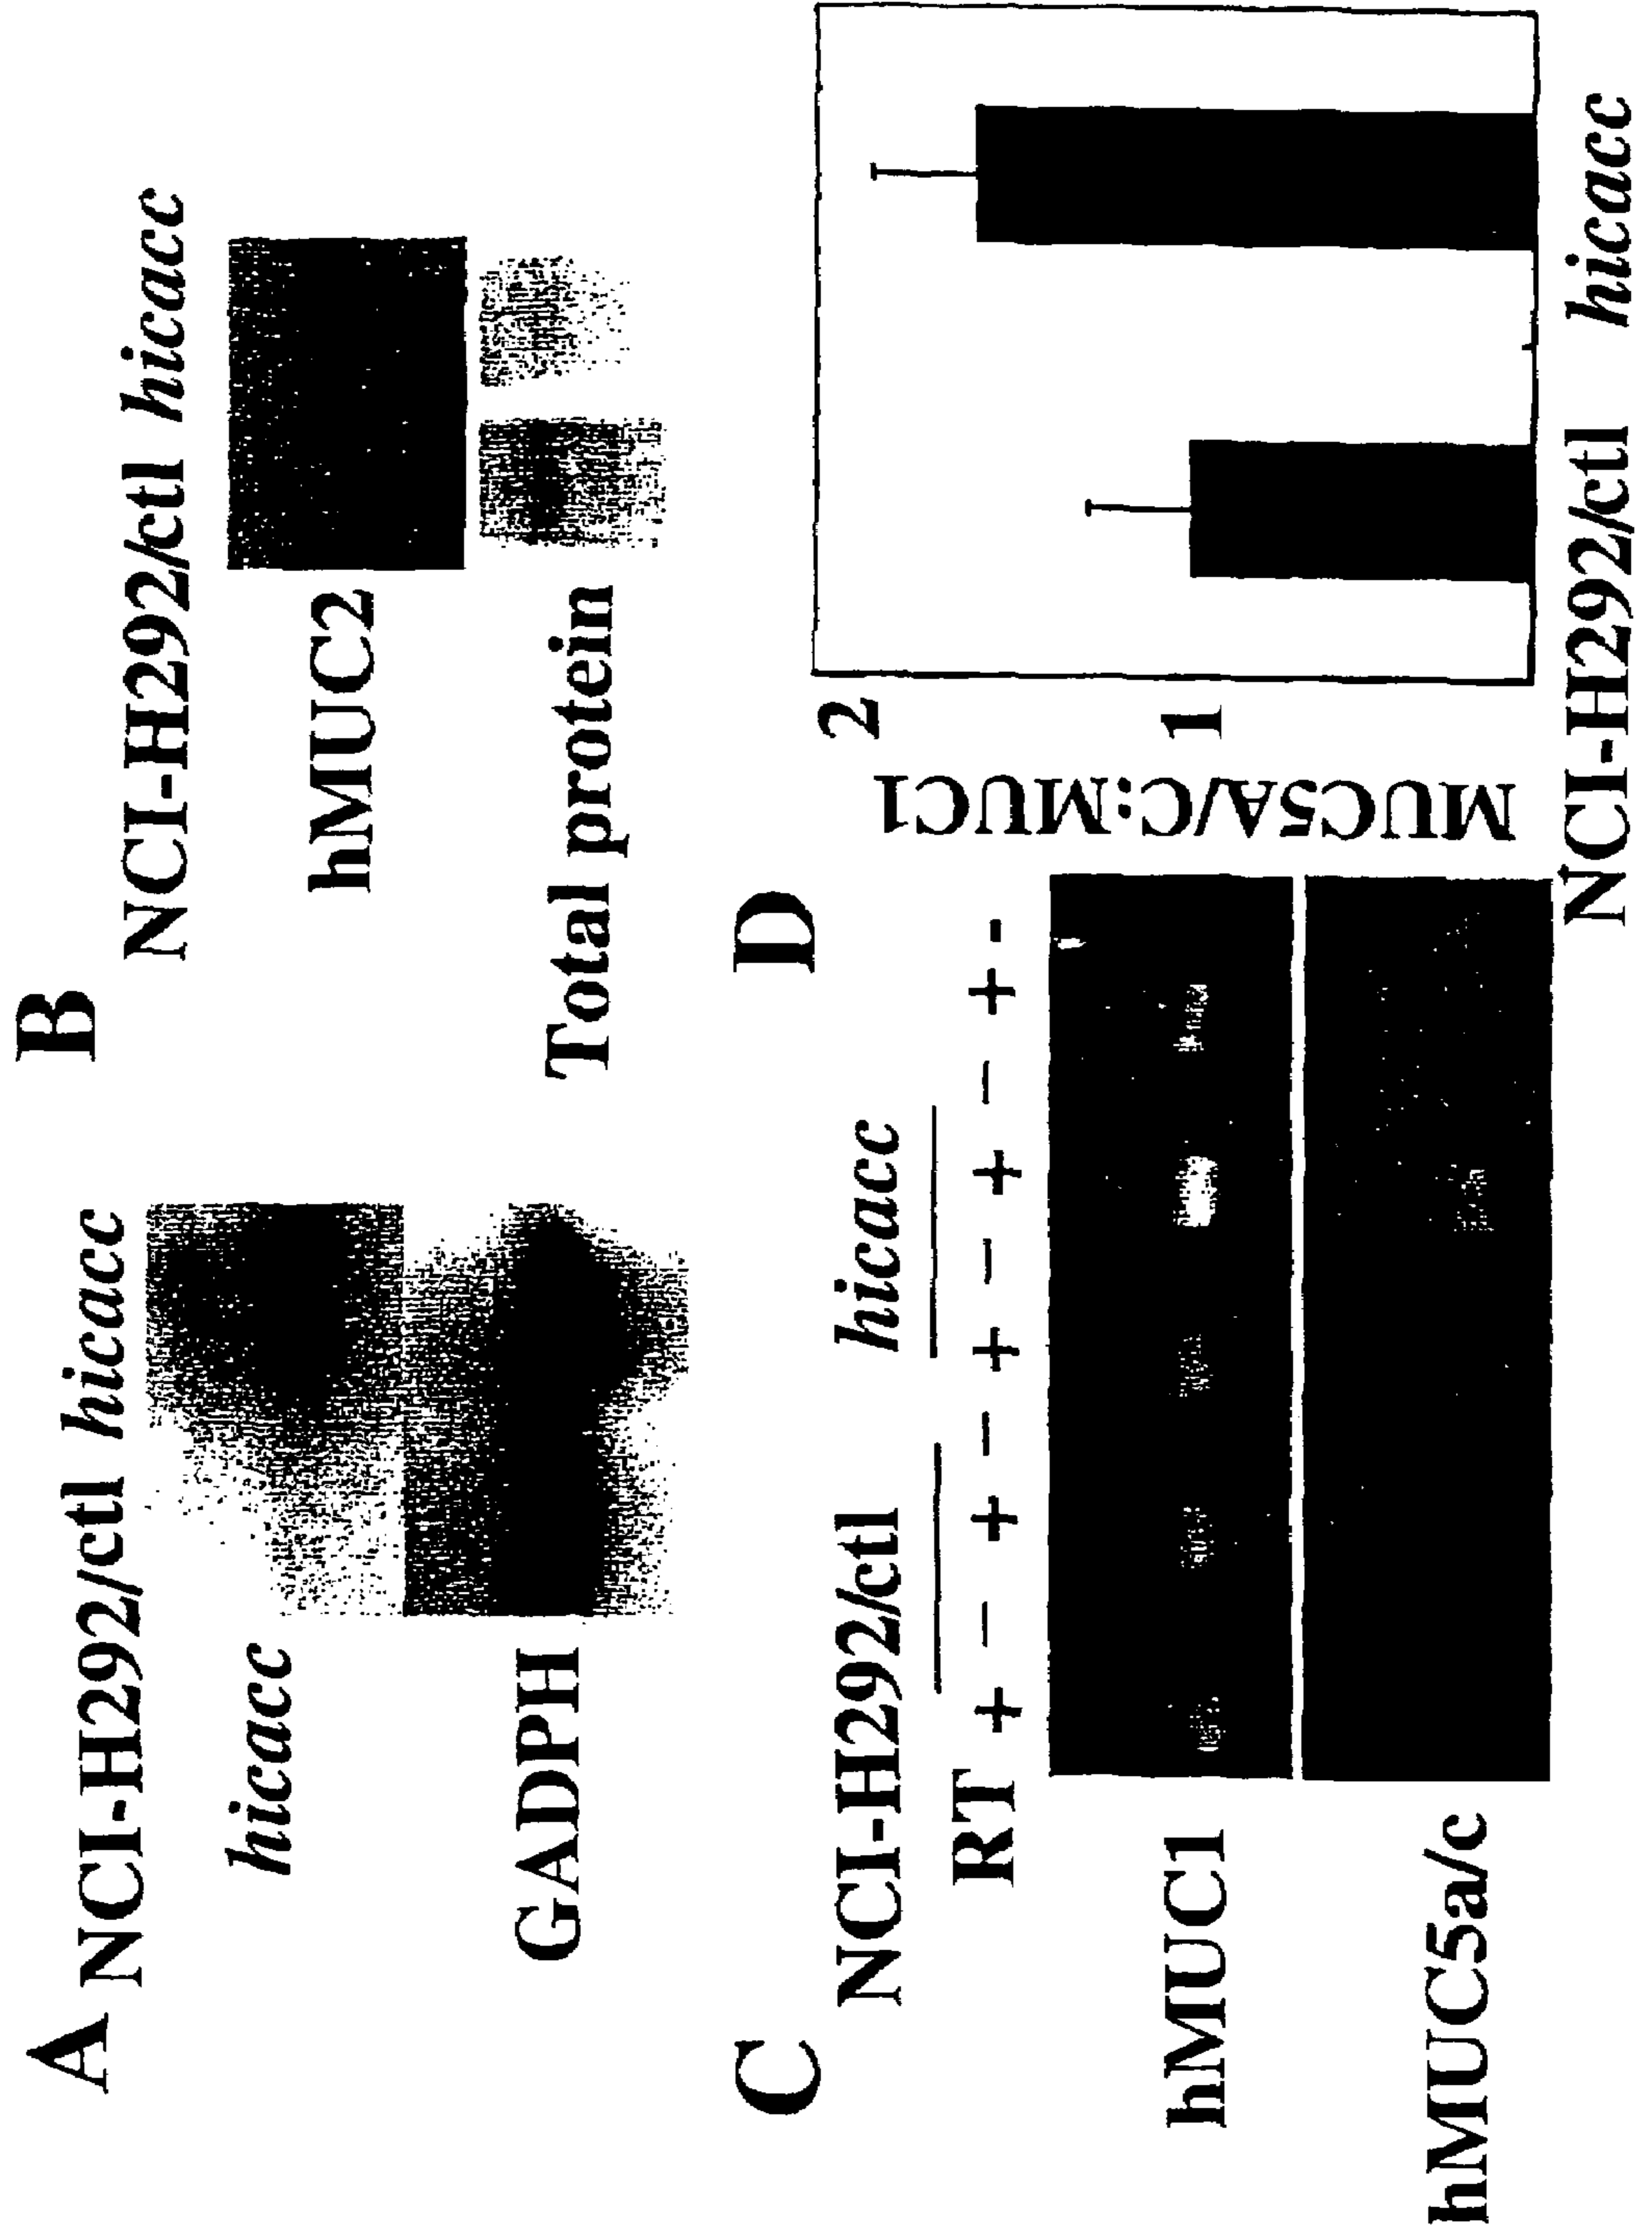 A
NCI-H292/ctl hicacc
hicacc
GADPH
B
NCI-H292/ctl hicacc
hMUC2
Total protein
C
NCI-H292/ctl hicacc
RT + – + – + – + – + -
hMUC1
hMUC5a/c
D
MUC5A/C:MUC1
2
1
NCI-H292/ctl hicacc